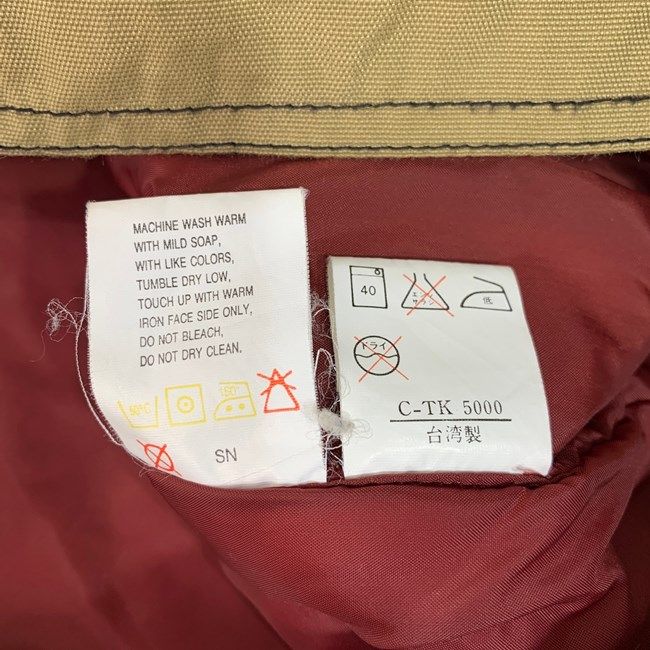 MACHINE WASH WARM
WITH MILD SOAP,
WITH LIKE COLORS,
TUMBLE DRY LOW,
TOUCH UP WITH WARM
IRON FACE SIDE ONLY,
DO NOT BLEACH,
DO NOT DRY CLEAN.
SN
40
エンソ
サラシ
低
ドライ
C-TK 5000
台湾製